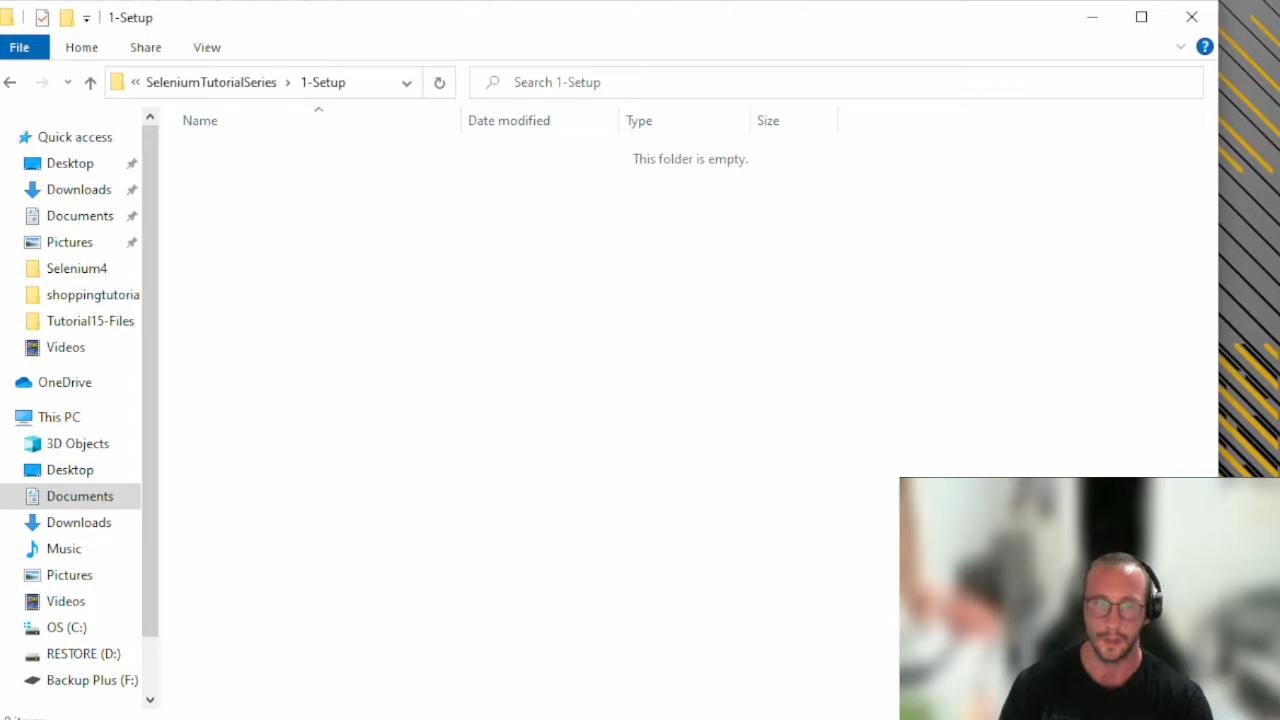 1-Setup
File Home Share View
SeleniumTutorialSeries 1-Setup Search 1-Setup
Name Date modified Type Size
This folder is empty.
Quick access
Desktop
Downloads
Documents
Pictures
Selenium4
shoppingtutoria
Tutorial15-Files
Videos
OneDrive
This PC
3D Objects
Desktop
Documents
Downloads
Music
Pictures
Videos
OS (C:)
RESTORE (D:)
Backup Plus (F:)